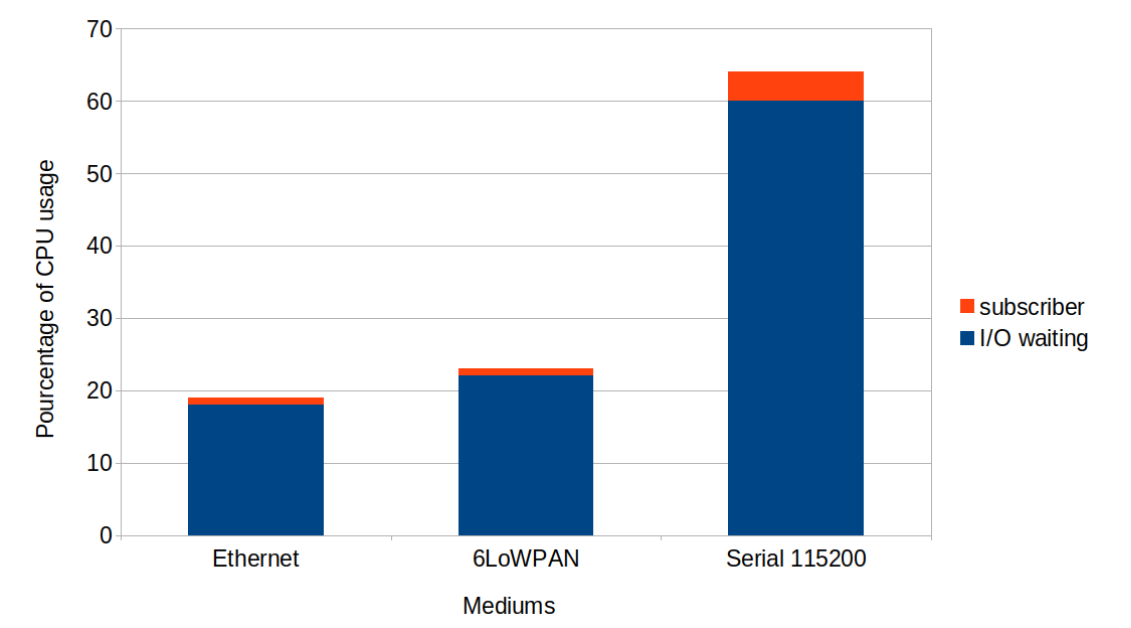 70
60
50
40
30
20
10
0
Pourcentage of CPU usage
Ethernet
6LoWPAN
Serial 115200
Mediums
subscriber
I/O waiting